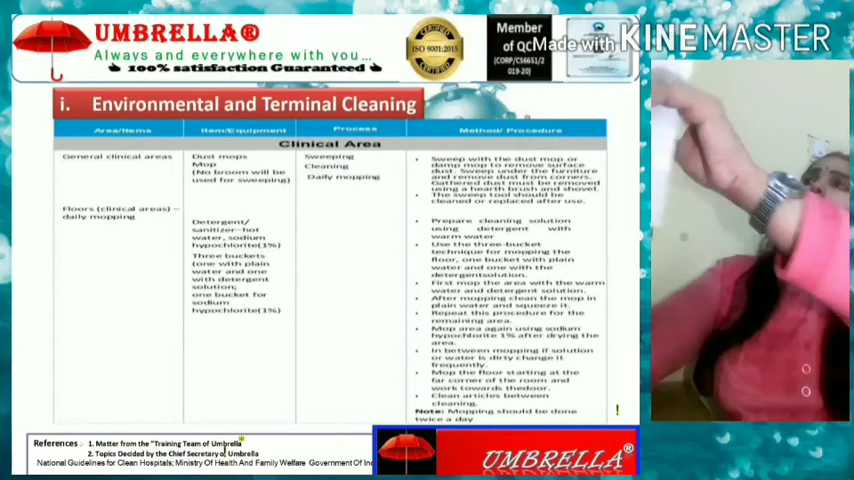 UMBRELLA®
Always and everywhere with you...
100% satisfaction Guaranteed
CERTIFIED
ISO 9001:2015
CERTIFIED
Member
of QC
(CORP/CS6651/2
019-20)
Made with KINEMASTER
i. Environmental and Terminal Cleaning
Area/Items Item/Equipment Process Method/ Procedure
Clinical Area
General clinical areas
Dust mops
Mop
(No broom will be
used for sweeping)
Sweeping
Cleaning
Daily mopping
• Sweep with the dust mop or
damp mop to remove surface
dust. Sweep under the furniture
and remove dust from corners.
Gathered dust must be removed
using a hearth brush and shovel.
• The sweep tool should be
cleaned or replaced after use.
Floors (clinical areas) –
daily mopping
Detergent/
sanitizer–hot
water, sodium
hypochlorite(1%)
Three buckets
(one with plain
water and one
with detergent
solution;
one bucket for
sodium
hypochlorite(1%)
• Prepare cleaning solution
using detergent with
warm water
• Use the three-bucket
technique for mopping the
floor, one bucket with plain
water and one with the
detergentsolution.
• First mop the area with the warm
water and detergent solution.
• After mopping clean the mop in
plain water and squeeze it.
• Repeat this procedure for the
remaining area.
• Mop area again using sodium
hypochlorite 1% after drying the
area.
• In between mopping if solution
or water is dirty change it
frequently.
• Mop the floor starting at the
far corner of the room and
work towards thedoor.
• Clean articles between
cleaning.
Note: Mopping should be done
twice a day
!
References : 1. Matter from the "Training Team of Umbrella
2. Topics Decided by the Chief Secretary of Umbrella
National Guidelines for Clean Hospitals; Ministry Of Health And Family Welfare Government Of Ind
UMBRELLA®